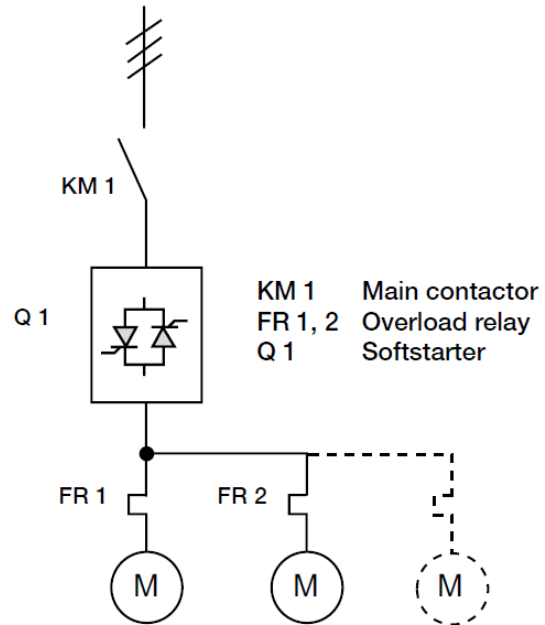 KM 1
Q 1
KM 1 Main contactor
FR 1, 2 Overload relay
Q 1 Softstarter
FR 1
FR 2
M
M
M